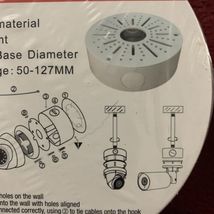 material
nt
Base Diameter
ge: 50-127MM
holes on the wall
into the wall with holes aligned
nnected correctly, using ② to tie cables onto the hook